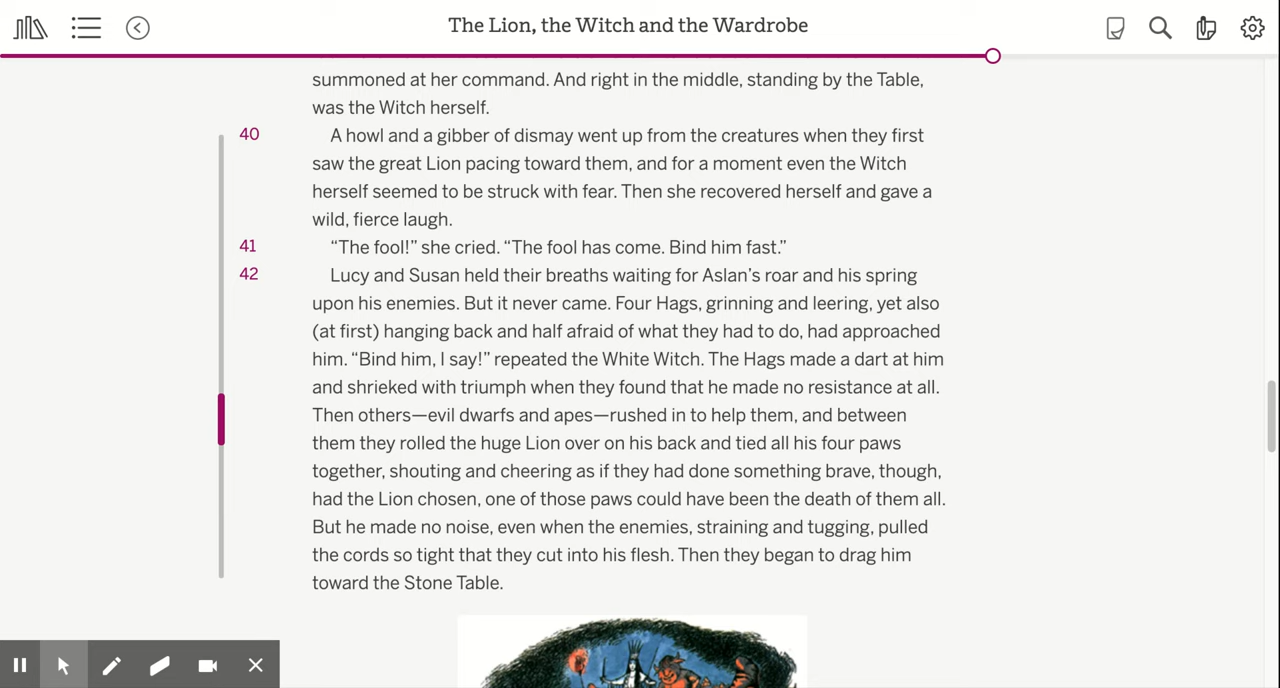 The Lion, the Witch and the Wardrobe
summoned at her command. And right in the middle, standing by the Table,
was the Witch herself.
40
A howl and a gibber of dismay went up from the creatures when they first
saw the great Lion pacing toward them, and for a moment even the Witch
herself seemed to be struck with fear. Then she recovered herself and gave a
wild, fierce laugh.
41
“The fool!” she cried. “The fool has come. Bind him fast.”
42
Lucy and Susan held their breaths waiting for Aslan’s roar and his spring
upon his enemies. But it never came. Four Hags, grinning and leering, yet also
(at first) hanging back and half afraid of what they had to do, had approached
him. “Bind him, I say!” repeated the White Witch. The Hags made a dart at him
and shrieked with triumph when they found that he made no resistance at all.
Then others—evil dwarfs and apes—rushed in to help them, and between
them they rolled the huge Lion over on his back and tied all his four paws
together, shouting and cheering as if they had done something brave, though,
had the Lion chosen, one of those paws could have been the death of them all.
But he made no noise, even when the enemies, straining and tugging, pulled
the cords so tight that they cut into his flesh. Then they began to drag him
toward the Stone Table.